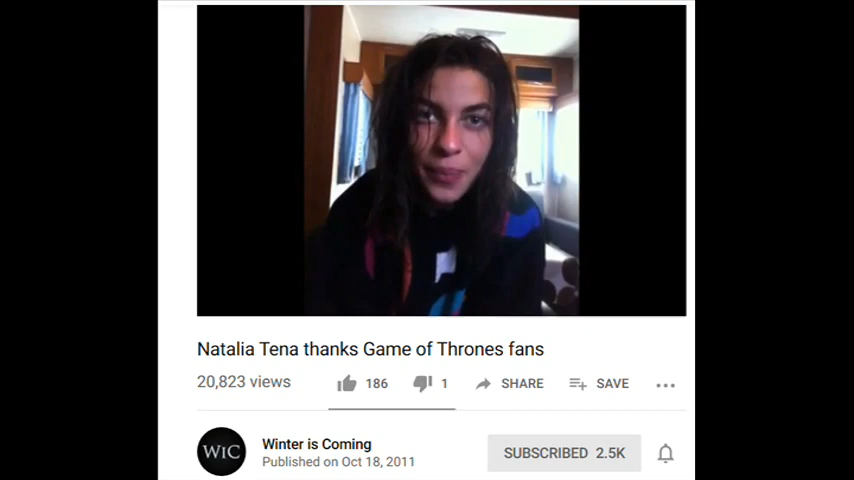 Natalia Tena thanks Game of Thrones fans
20,823 views 186 1 SHARE SAVE
WiC Winter is Coming SUBSCRIBED 2.5K
Published on Oct 18, 2011